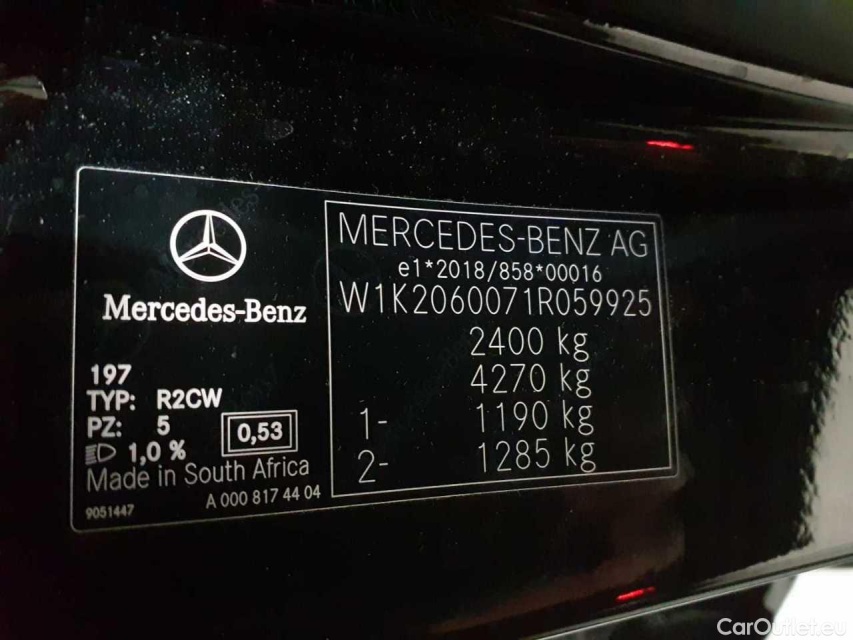 Mercedes-Benz
197
TYP: R2CW
PZ: 5
1,0 %
0,53
Made in South Africa
9051447
A 000 817 44 04
MERCEDES-BENZ AG
e1*2018/858*00016
W1K2060071R059925
2400 kg
4270 kg
1- 1190 kg
2- 1285 kg
CarOutlet.eu